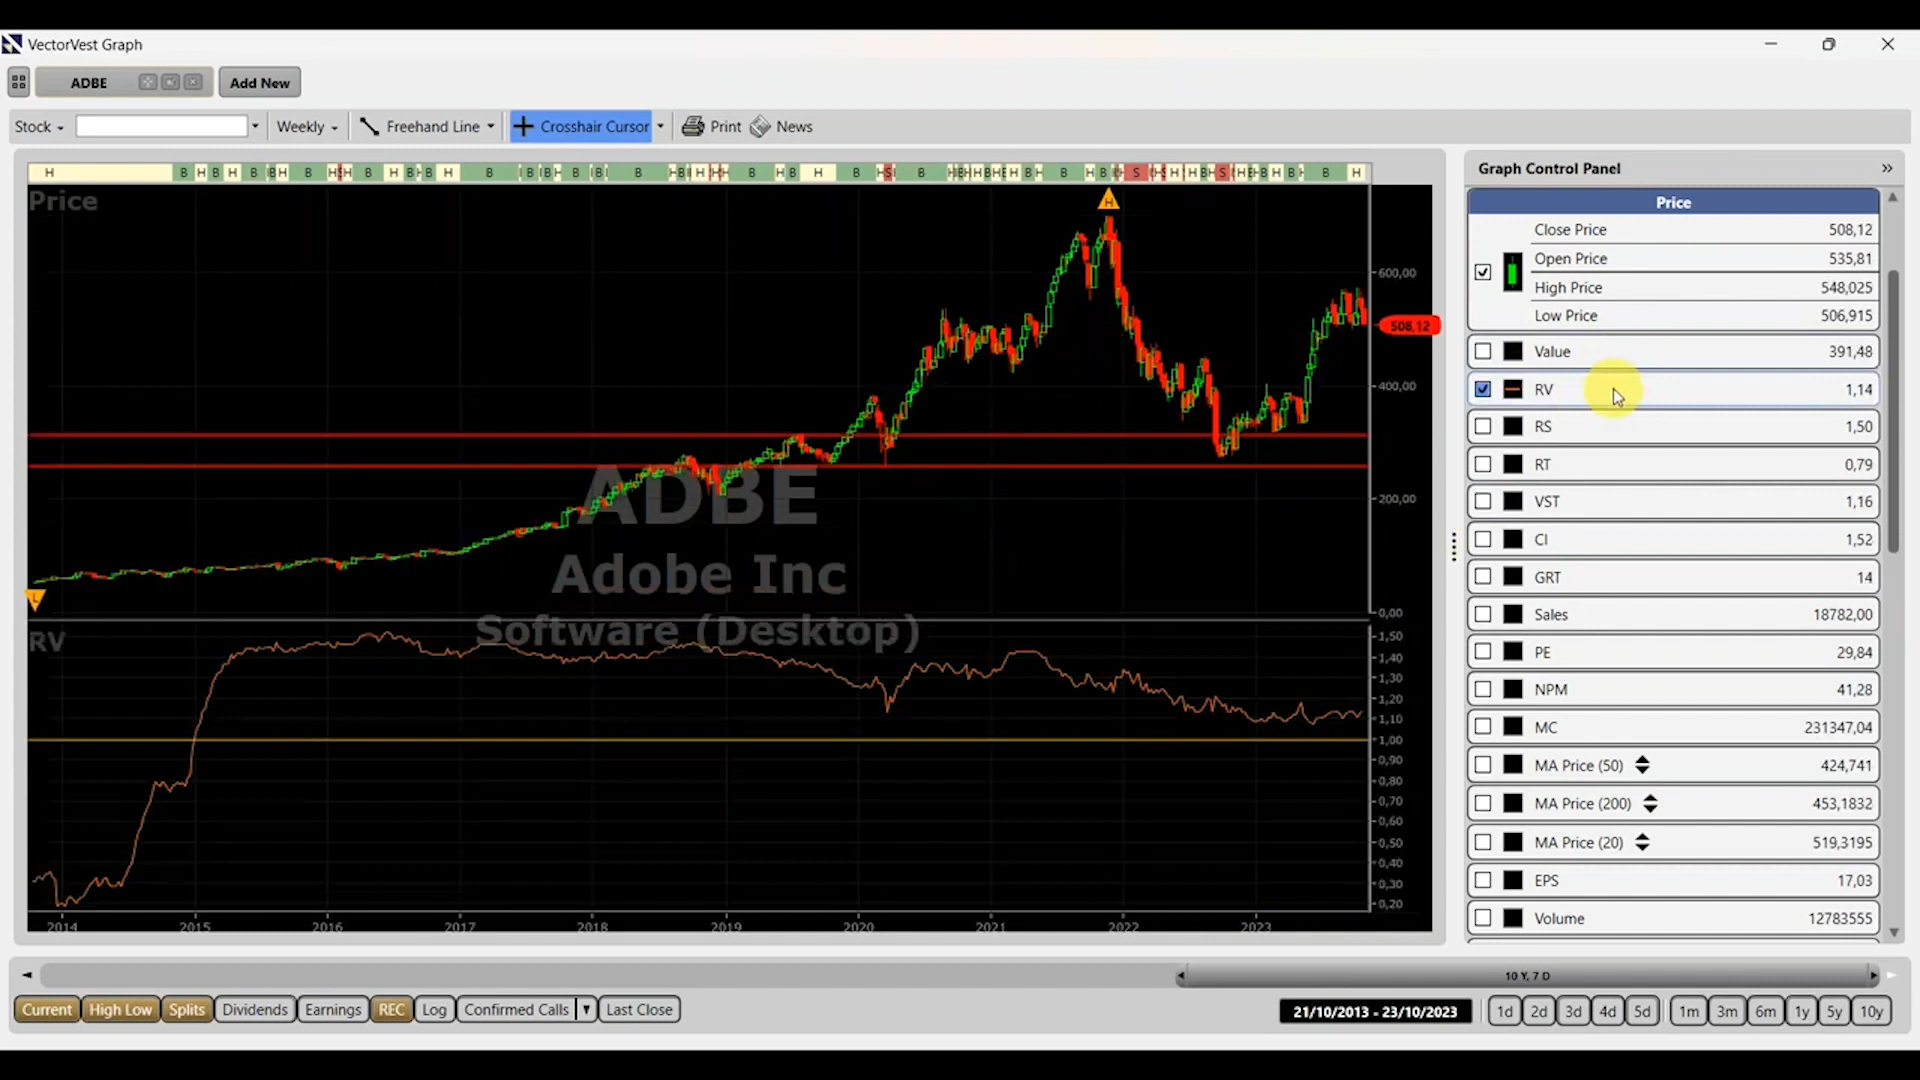 VectorVest Graph
ADBE
Add New
Stock
Weekly
Freehand Line
Crosshair Cursor
Print
News
Price
H
600,00
508,12
400,00
200,00
0,00
L
ADBE
Adobe Inc
Software (Desktop)
RV
1,50
1,40
1,30
1,20
1,10
1,00
0,90
0,80
0,70
0,60
0,50
0,40
0,30
0,20
2014 2015 2016 2017 2018 2019 2020 2021 2022 2023
Graph Control Panel
Price
Close Price 508,12
Open Price 535,81
High Price 548,025
Low Price 506,915
Value 391,48
RV 1,14
RS 1,50
RT 0,79
VST 1,16
CI 1,52
GRT 14
Sales 18782,00
PE 29,84
NPM 41,28
MC 231347,04
MA Price (50) 424,741
MA Price (200) 453,1832
MA Price (20) 519,3195
EPS 17,03
Volume 12783555
10 Y, 7 D
Current
High Low
Splits
Dividends
Earnings
REC
Log
Confirmed Calls
Last Close
21/10/2013 - 23/10/2023
1d 2d 3d 4d 5d 1m 3m 6m 1y 5y 10y